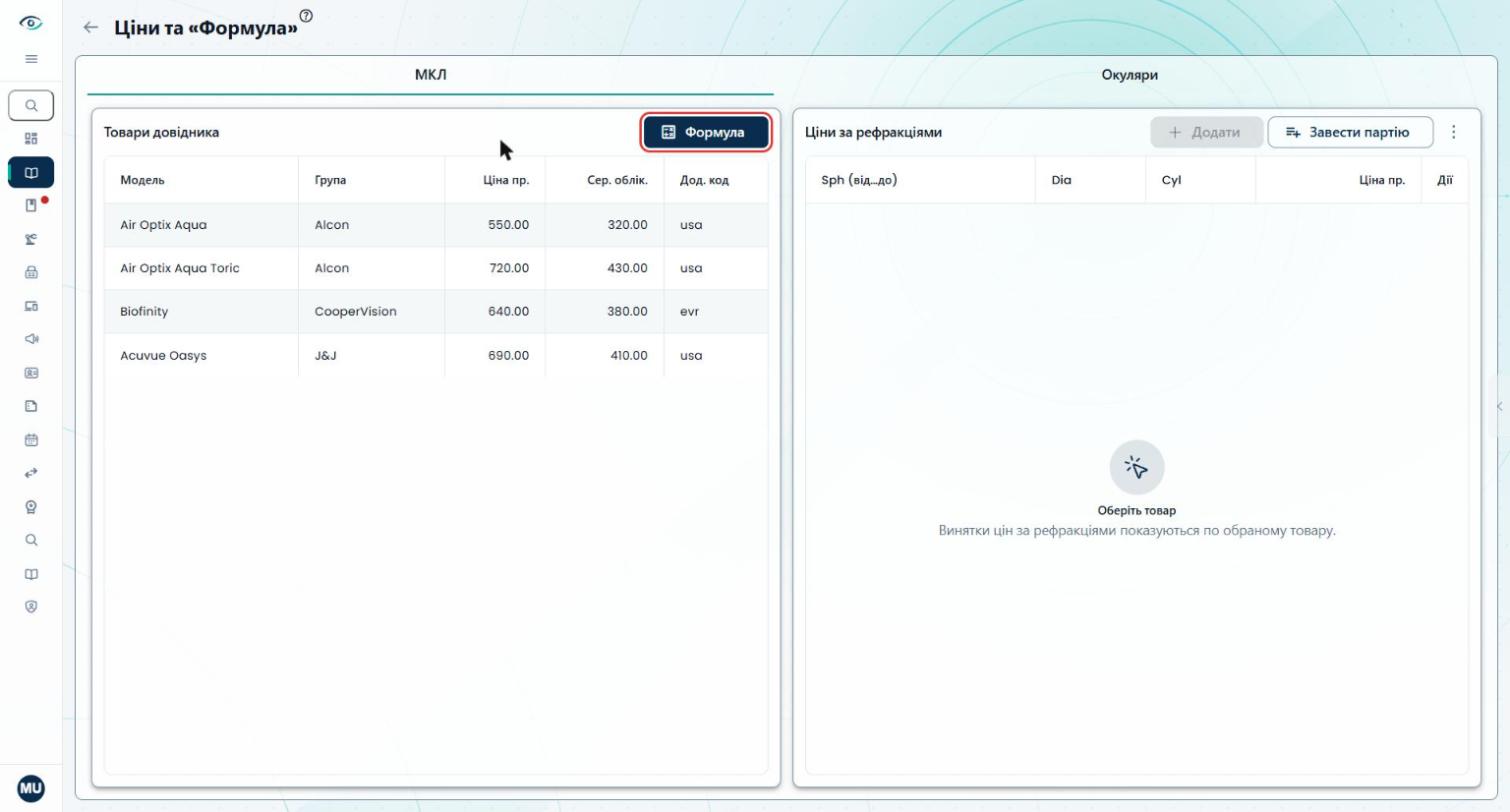 Ціни та «Формула»
МКЛ
Окуляри
Товари довідника
Формула
Модель Група Ціна пр. Сер. облік. Дод. код
Air Optix Aqua Alcon 550.00 320.00 usa
Air Optix Aqua Toric Alcon 720.00 430.00 usa
Biofinity CooperVision 640.00 380.00 evr
Acuvue Oasys J&J 690.00 410.00 usa
Ціни за рефракціями
+ Додати
Завести партію
Sph (від...до) Dia Cyl Ціна пр. Дії
Оберіть товар
Винятки цін за рефракціями показуються по обраному товару.
MU